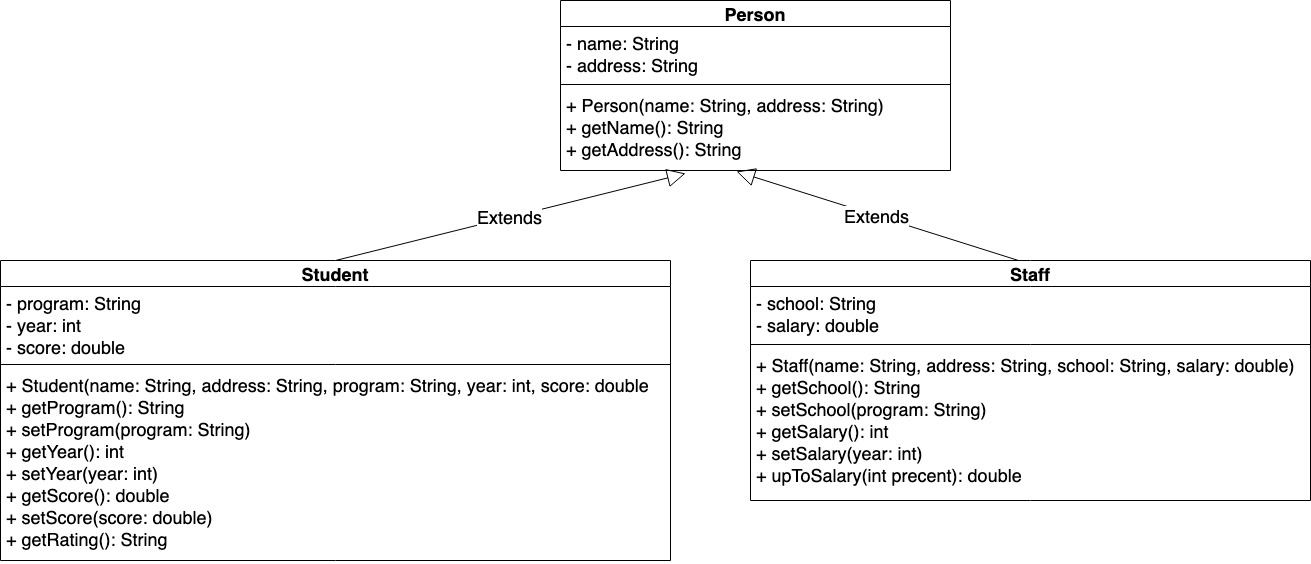 Person
- name: String
- address: String
+ Person(name: String, address: String)
+ getName(): String
+ getAddress(): String
Extends
Extends
Student
- program: String
- year: int
- score: double
+ Student(name: String, address: String, program: String, year: int, score: double
+ getProgram(): String
+ setProgram(program: String)
+ getYear(): int
+ setYear(year: int)
+ getScore(): double
+ setScore(score: double)
+ getRating(): String
Staff
- school: String
- salary: double
+ Staff(name: String, address: String, school: String, salary: double)
+ getSchool(): String
+ setSchool(program: String)
+ getSalary(): int
+ setSalary(year: int)
+ upToSalary(int precent): double